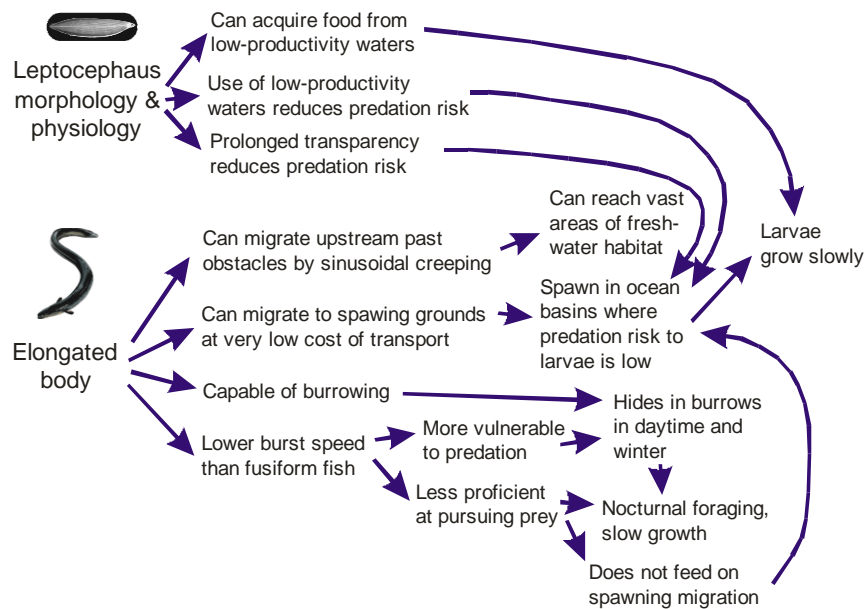 Can acquire food from
low-productivity waters
Leptocephaus
morphology &
physiology
Use of low-productivity
waters reduces predation risk
Prolonged transparency
reduces predation risk
Can reach vast
areas of fresh-
water habitat
Larvae
grow slowly
Can migrate upstream past
obstacles by sinusoidal creeping
Spawn in ocean
basins where
predation risk to
larvae is low
Can migrate to spawing grounds
at very low cost of transport
Elongated
body
Capable of burrowing
Hides in burrows
in daytime and
winter
Lower burst speed
than fusiform fish
More vulnerable
to predation
Less proficient
at pursuing prey
Nocturnal foraging,
slow growth
Does not feed on
spawning migration